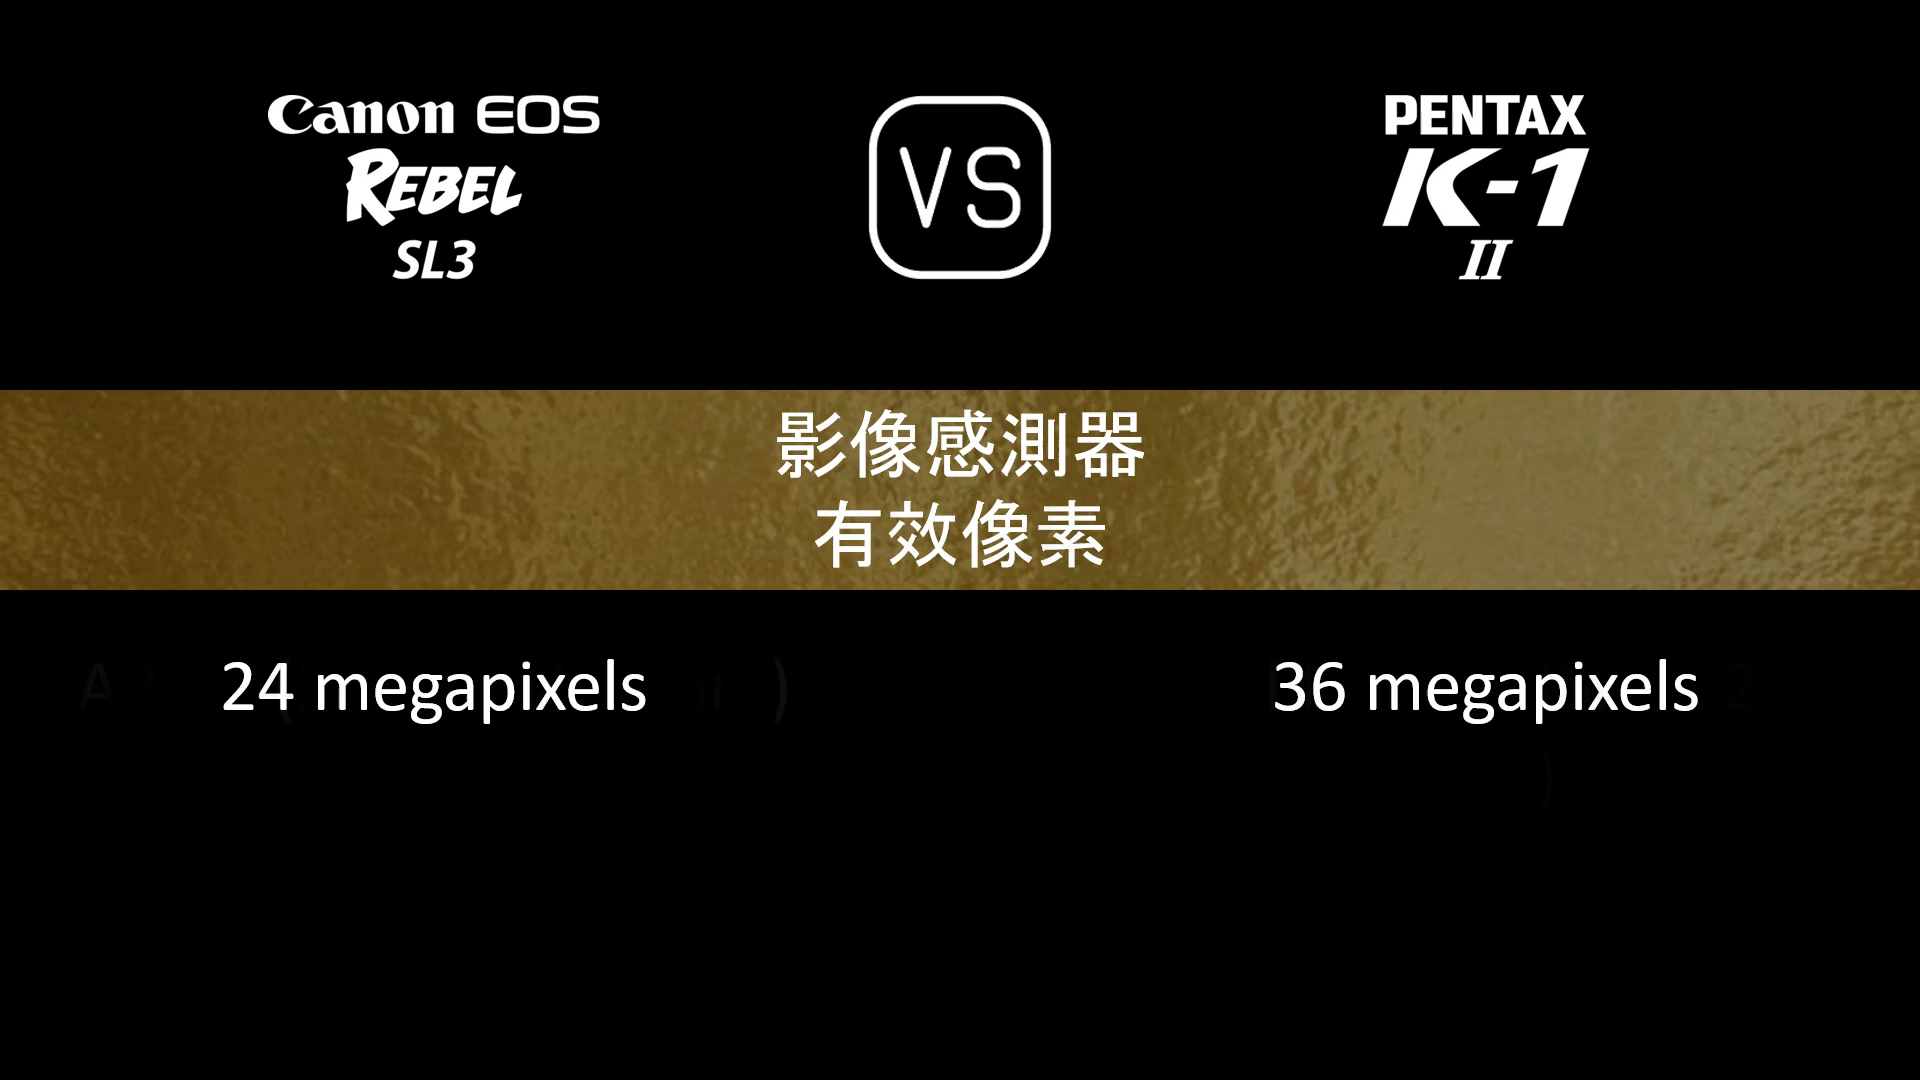 Canon EOS
REBEL
SL3
VS
PENTAX
K-1
II
影像感測器
有效像素
24 megapixels
36 megapixels